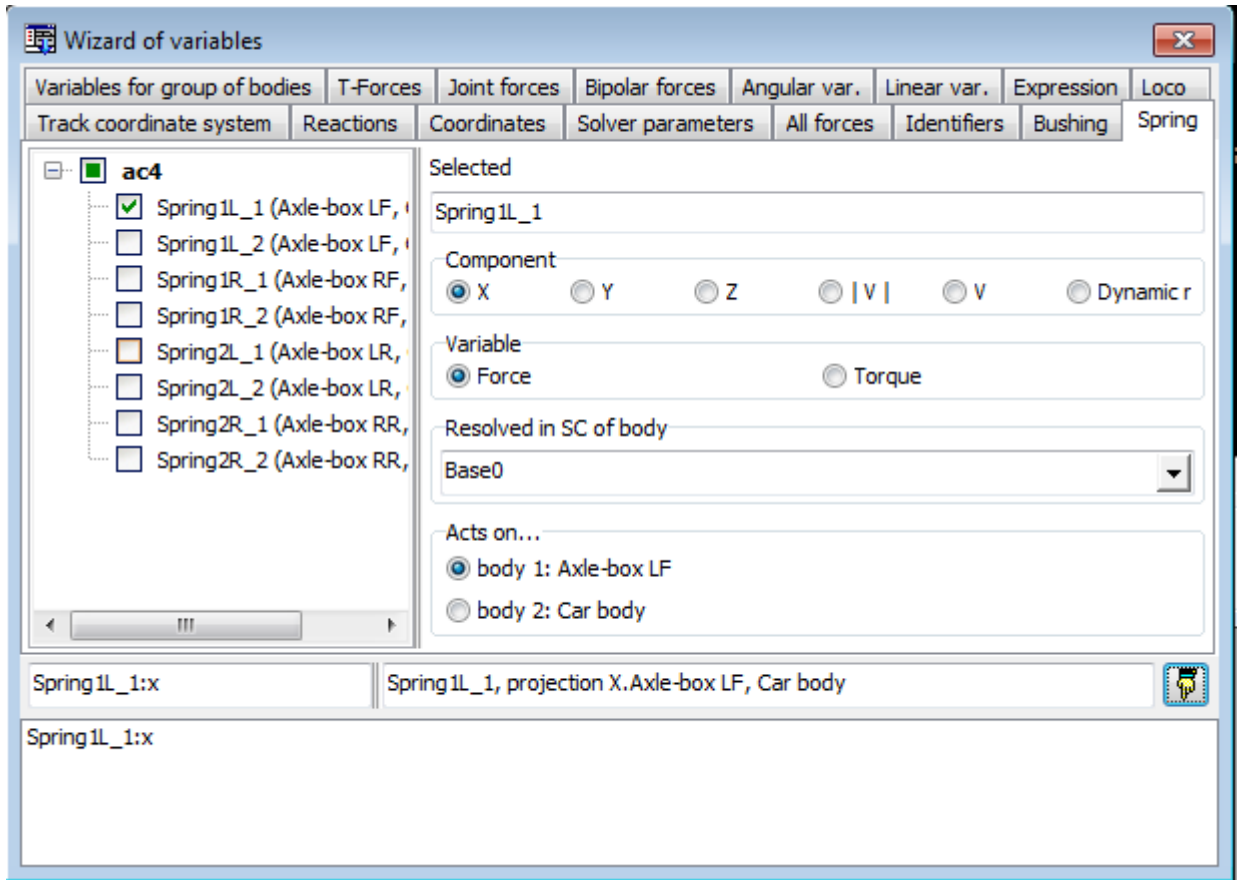 Wizard of variables
Variables for group of bodies T-Forces Joint forces Bipolar forces Angular var. Linear var. Expression Loco
Track coordinate system Reactions Coordinates Solver parameters All forces Identifiers Bushing Spring
ac4
Spring1L_1 (Axle-box LF,
Spring1L_2 (Axle-box LF,
Spring1R_1 (Axle-box RF,
Spring1R_2 (Axle-box RF,
Spring2L_1 (Axle-box LR,
Spring2L_2 (Axle-box LR,
Spring2R_1 (Axle-box RR,
Spring2R_2 (Axle-box RR,
Selected
Spring1L_1
Component
X Y Z |V| V Dynamic r
Variable
Force Torque
Resolved in SC of body
Base0
Acts on...
body 1: Axle-box LF
body 2: Car body
Spring1L_1:x Spring1L_1, projection X.Axle-box LF, Car body
Spring1L_1:x